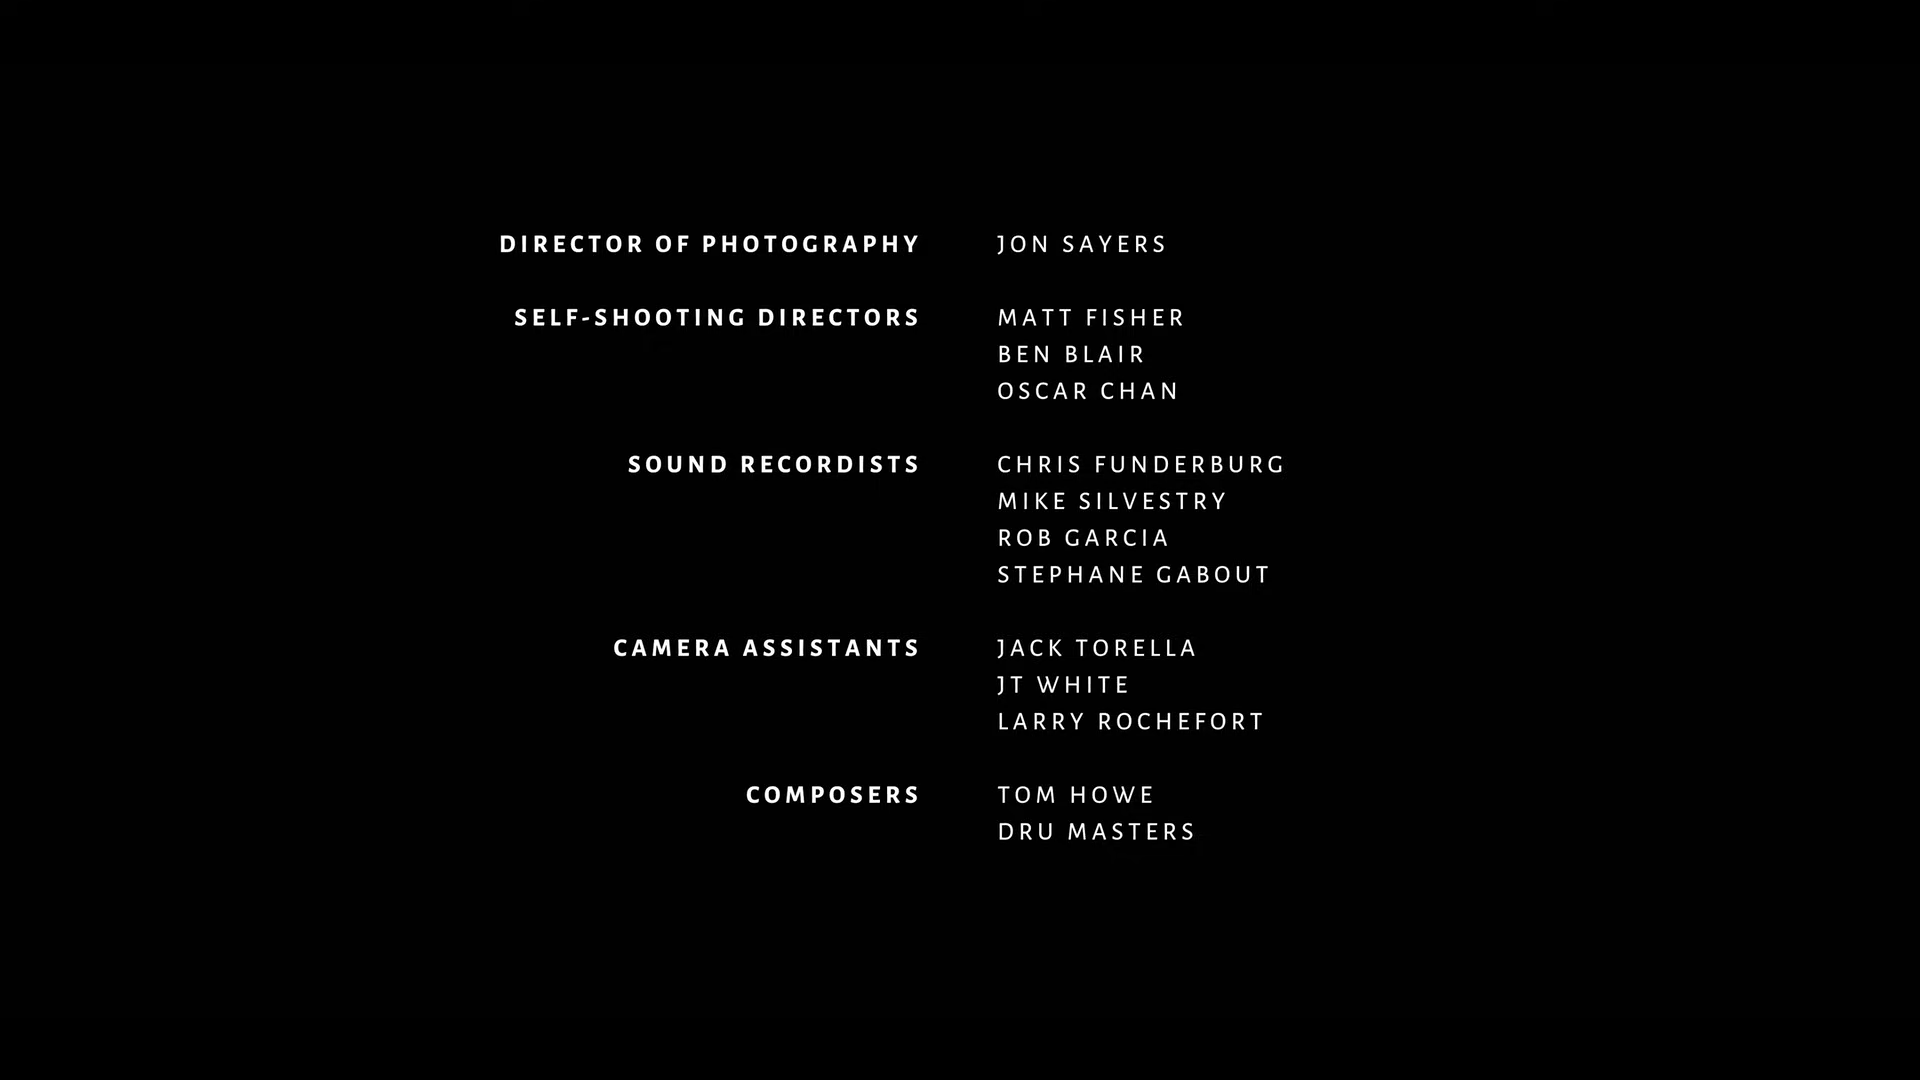 DIRECTOR OF PHOTOGRAPHY JON SAYERS
SELF-SHOOTING DIRECTORS MATT FISHER
BEN BLAIR
OSCAR CHAN
SOUND RECORDISTS CHRIS FUNDERBURG
MIKE SILVESTRY
ROB GARCIA
STEPHANE GABOUT
CAMERA ASSISTANTS JACK TORELLA
JT WHITE
LARRY ROCHEFORT
COMPOSERS TOM HOWE
DRU MASTERS